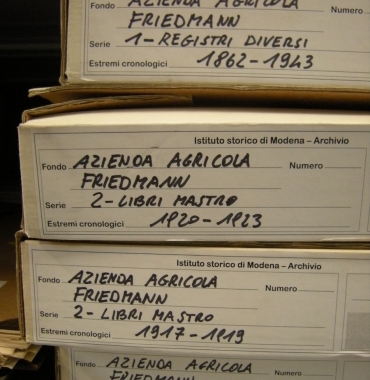 Fondo AZIENDA AGRICOLA
FRIEDMANN Numero
Serie 1-REGISTRI DIVERSI
Estremi cronologici 1862-1943
Istituto storico di Modena – Archivio
Fondo AZIENDA AGRICOLA Numero
FRIEDMANN
Serie 2-LIBRI MASTRO
Estremi cronologici 1920-1923
Istituto storico di Modena – Archivio
Fondo AZIENDA AGRICOLA
FRIEDMANN Numero
Serie 2-LIBRI MASTRO
Estremi cronologici 1917-1919
Fondo AZIENDA AGRICOLA
FRIEDMANN